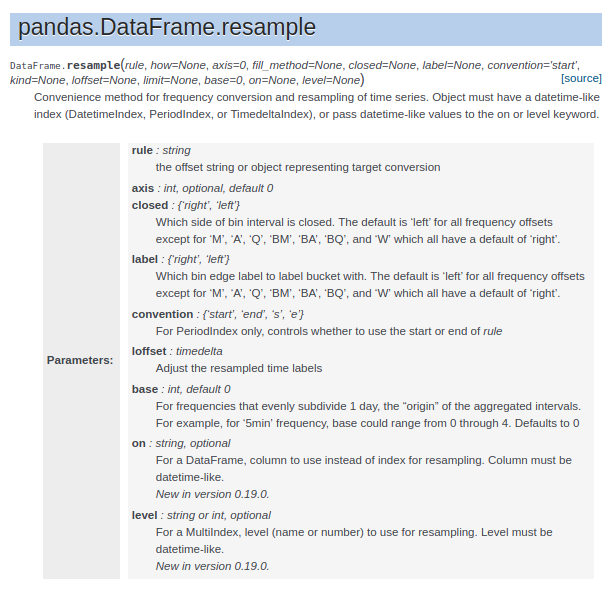 pandas.DataFrame.resample
DataFrame.resample(rule, how=None, axis=0, fill_method=None, closed=None, label=None, convention='start',
kind=None, loffset=None, limit=None, base=0, on=None, level=None) [source]
Convenience method for frequency conversion and resampling of time series. Object must have a datetime-like
index (DatetimeIndex, PeriodIndex, or TimedeltaIndex), or pass datetime-like values to the on or level keyword.
Parameters:
rule : string
the offset string or object representing target conversion
axis : int, optional, default 0
closed : {‘right’, ‘left’}
Which side of bin interval is closed. The default is ‘left’ for all frequency offsets
except for ‘M’, ‘A’, ‘Q’, ‘BM’, ‘BA’, ‘BQ’, and ‘W’ which all have a default of ‘right’.
label : {‘right’, ‘left’}
Which bin edge label to label bucket with. The default is ‘left’ for all frequency offsets
except for ‘M’, ‘A’, ‘Q’, ‘BM’, ‘BA’, ‘BQ’, and ‘W’ which all have a default of ‘right’.
convention : {‘start’, ‘end’, ‘s’, ‘e’}
For PeriodIndex only, controls whether to use the start or end of rule
loffset : timedelta
Adjust the resampled time labels
base : int, default 0
For frequencies that evenly subdivide 1 day, the “origin” of the aggregated intervals.
For example, for ‘5min’ frequency, base could range from 0 through 4. Defaults to 0
on : string, optional
For a DataFrame, column to use instead of index for resampling. Column must be
datetime-like.
New in version 0.19.0.
level : string or int, optional
For a MultiIndex, level (name or number) to use for resampling. Level must be
datetime-like.
New in version 0.19.0.